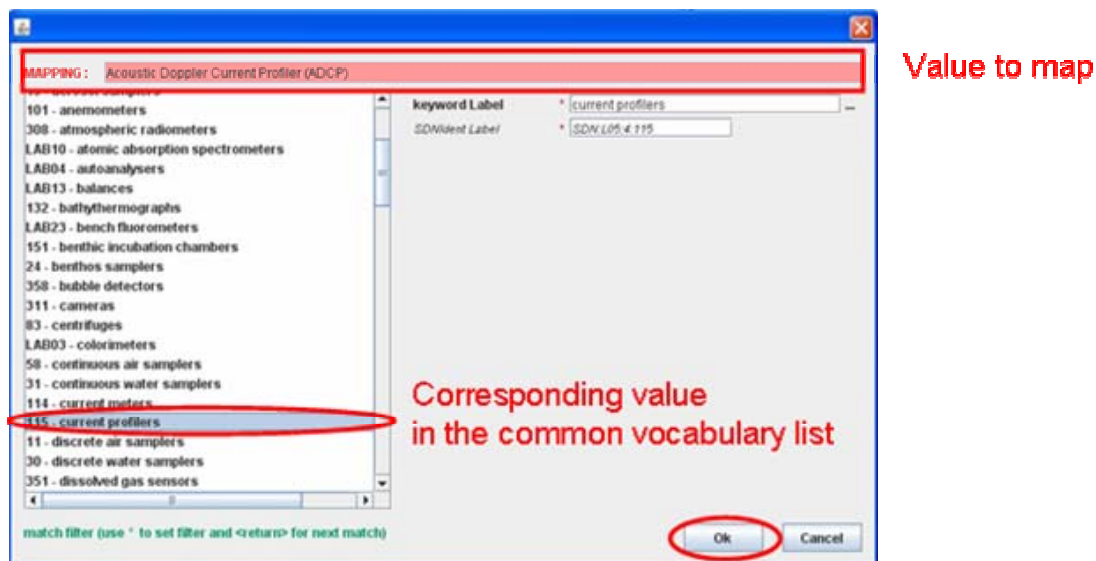 MAPPING : Acoustic Doppler Current Profiler (ADCP)
Value to map
101 - anemometers
308 - atmospheric radiometers
LAB10 - atomic absorption spectrometers
LAB04 - autoanalysers
LAB13 - balances
132 - bathythermographs
LAB23 - bench fluorometers
151 - benthic incubation chambers
24 - benthos samplers
358 - bubble detectors
311 - cameras
83 - centrifuges
LAB03 - colorimeters
58 - continuous air samplers
31 - continuous water samplers
114 - current meters
115 - current profilers
11 - discrete air samplers
30 - discrete water samplers
351 - dissolved gas sensors
keyword Label * current profilers ...
SDNIdent Label * SDN:L05:4:115
Corresponding value
in the common vocabulary list
match filter (use * to set filter and <return> for next match)
Ok Cancel